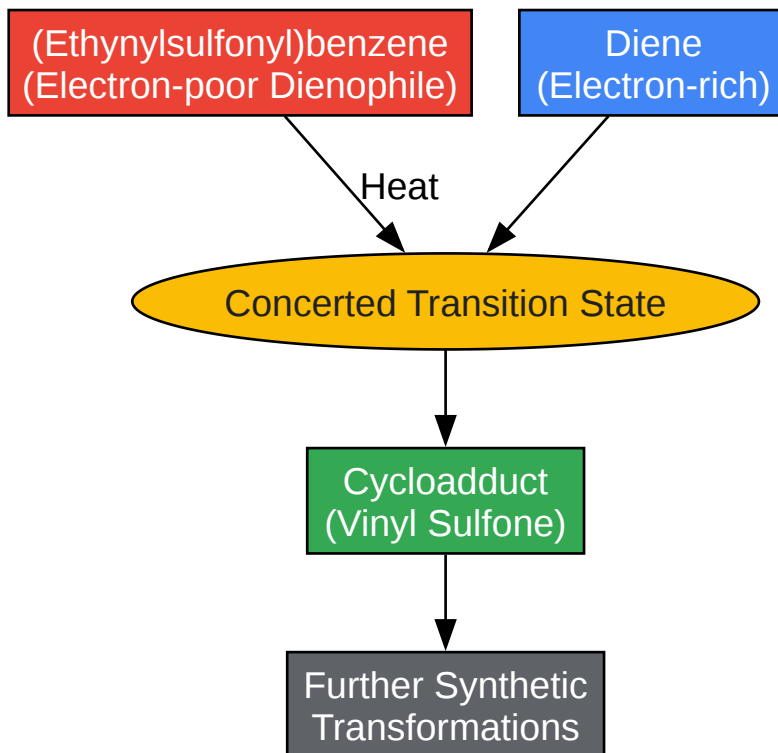 (Ethynylsulfonyl)benzene
(Electron-poor Dienophile)
Diene
(Electron-rich)
Heat
Concerted Transition State
Cycloadduct
(Vinyl Sulfone)
Further Synthetic
Transformations